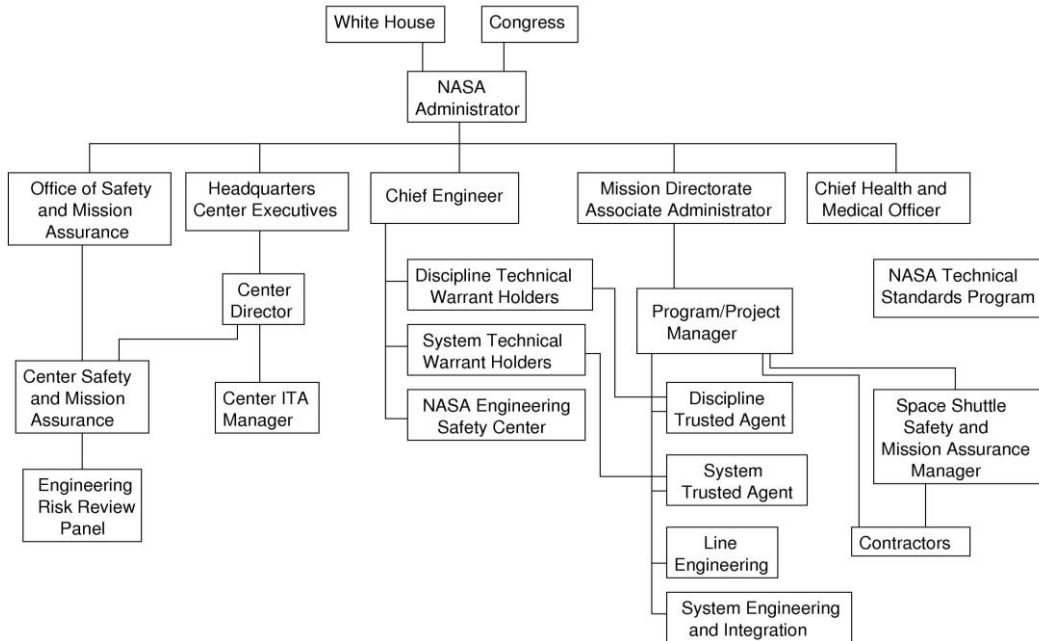 White House
Congress
NASA
Administrator
Office of Safety
and Mission
Assurance
Headquarters
Center Executives
Chief Engineer
Mission Directorate
Associate Administrator
Chief Health and
Medical Officer
Discipline Technical
Warrant Holders
NASA Technical
Standards Program
Center
Director
Program/Project
Manager
System Technical
Warrant Holders
Center Safety
and Mission
Assurance
Center ITA
Manager
NASA Engineering
Safety Center
Discipline
Trusted Agent
Space Shuttle
Safety and
Mission Assurance
Manager
Engineering
Risk Review
Panel
System
Trusted Agent
Line
Engineering
Contractors
System Engineering
and Integration